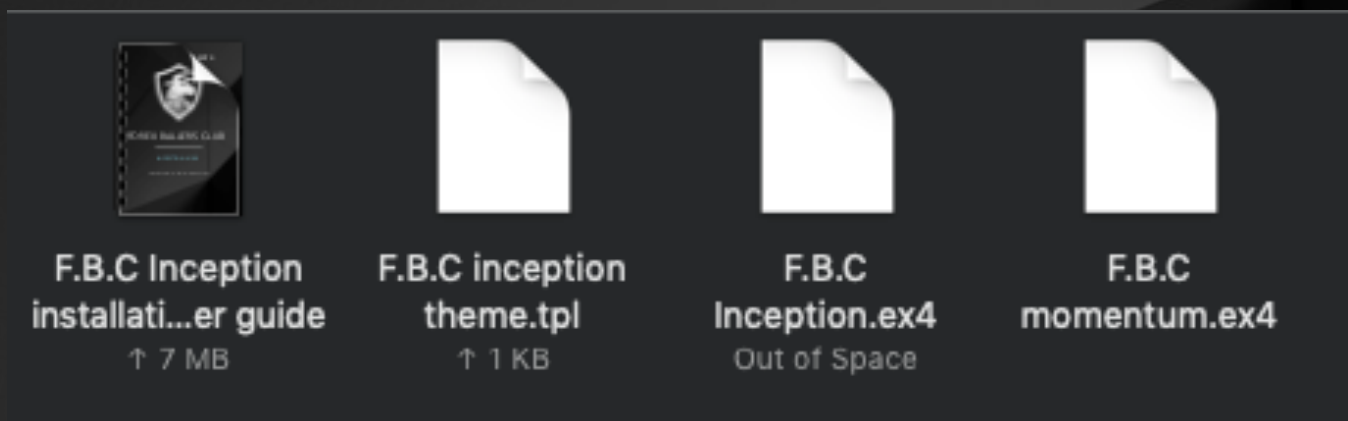 F.B.C Inception
installati...er guide
↑ 7 MB
F.B.C inception
theme.tpl
↑ 1 KB
F.B.C
Inception.ex4
Out of Space
F.B.C
momentum.ex4